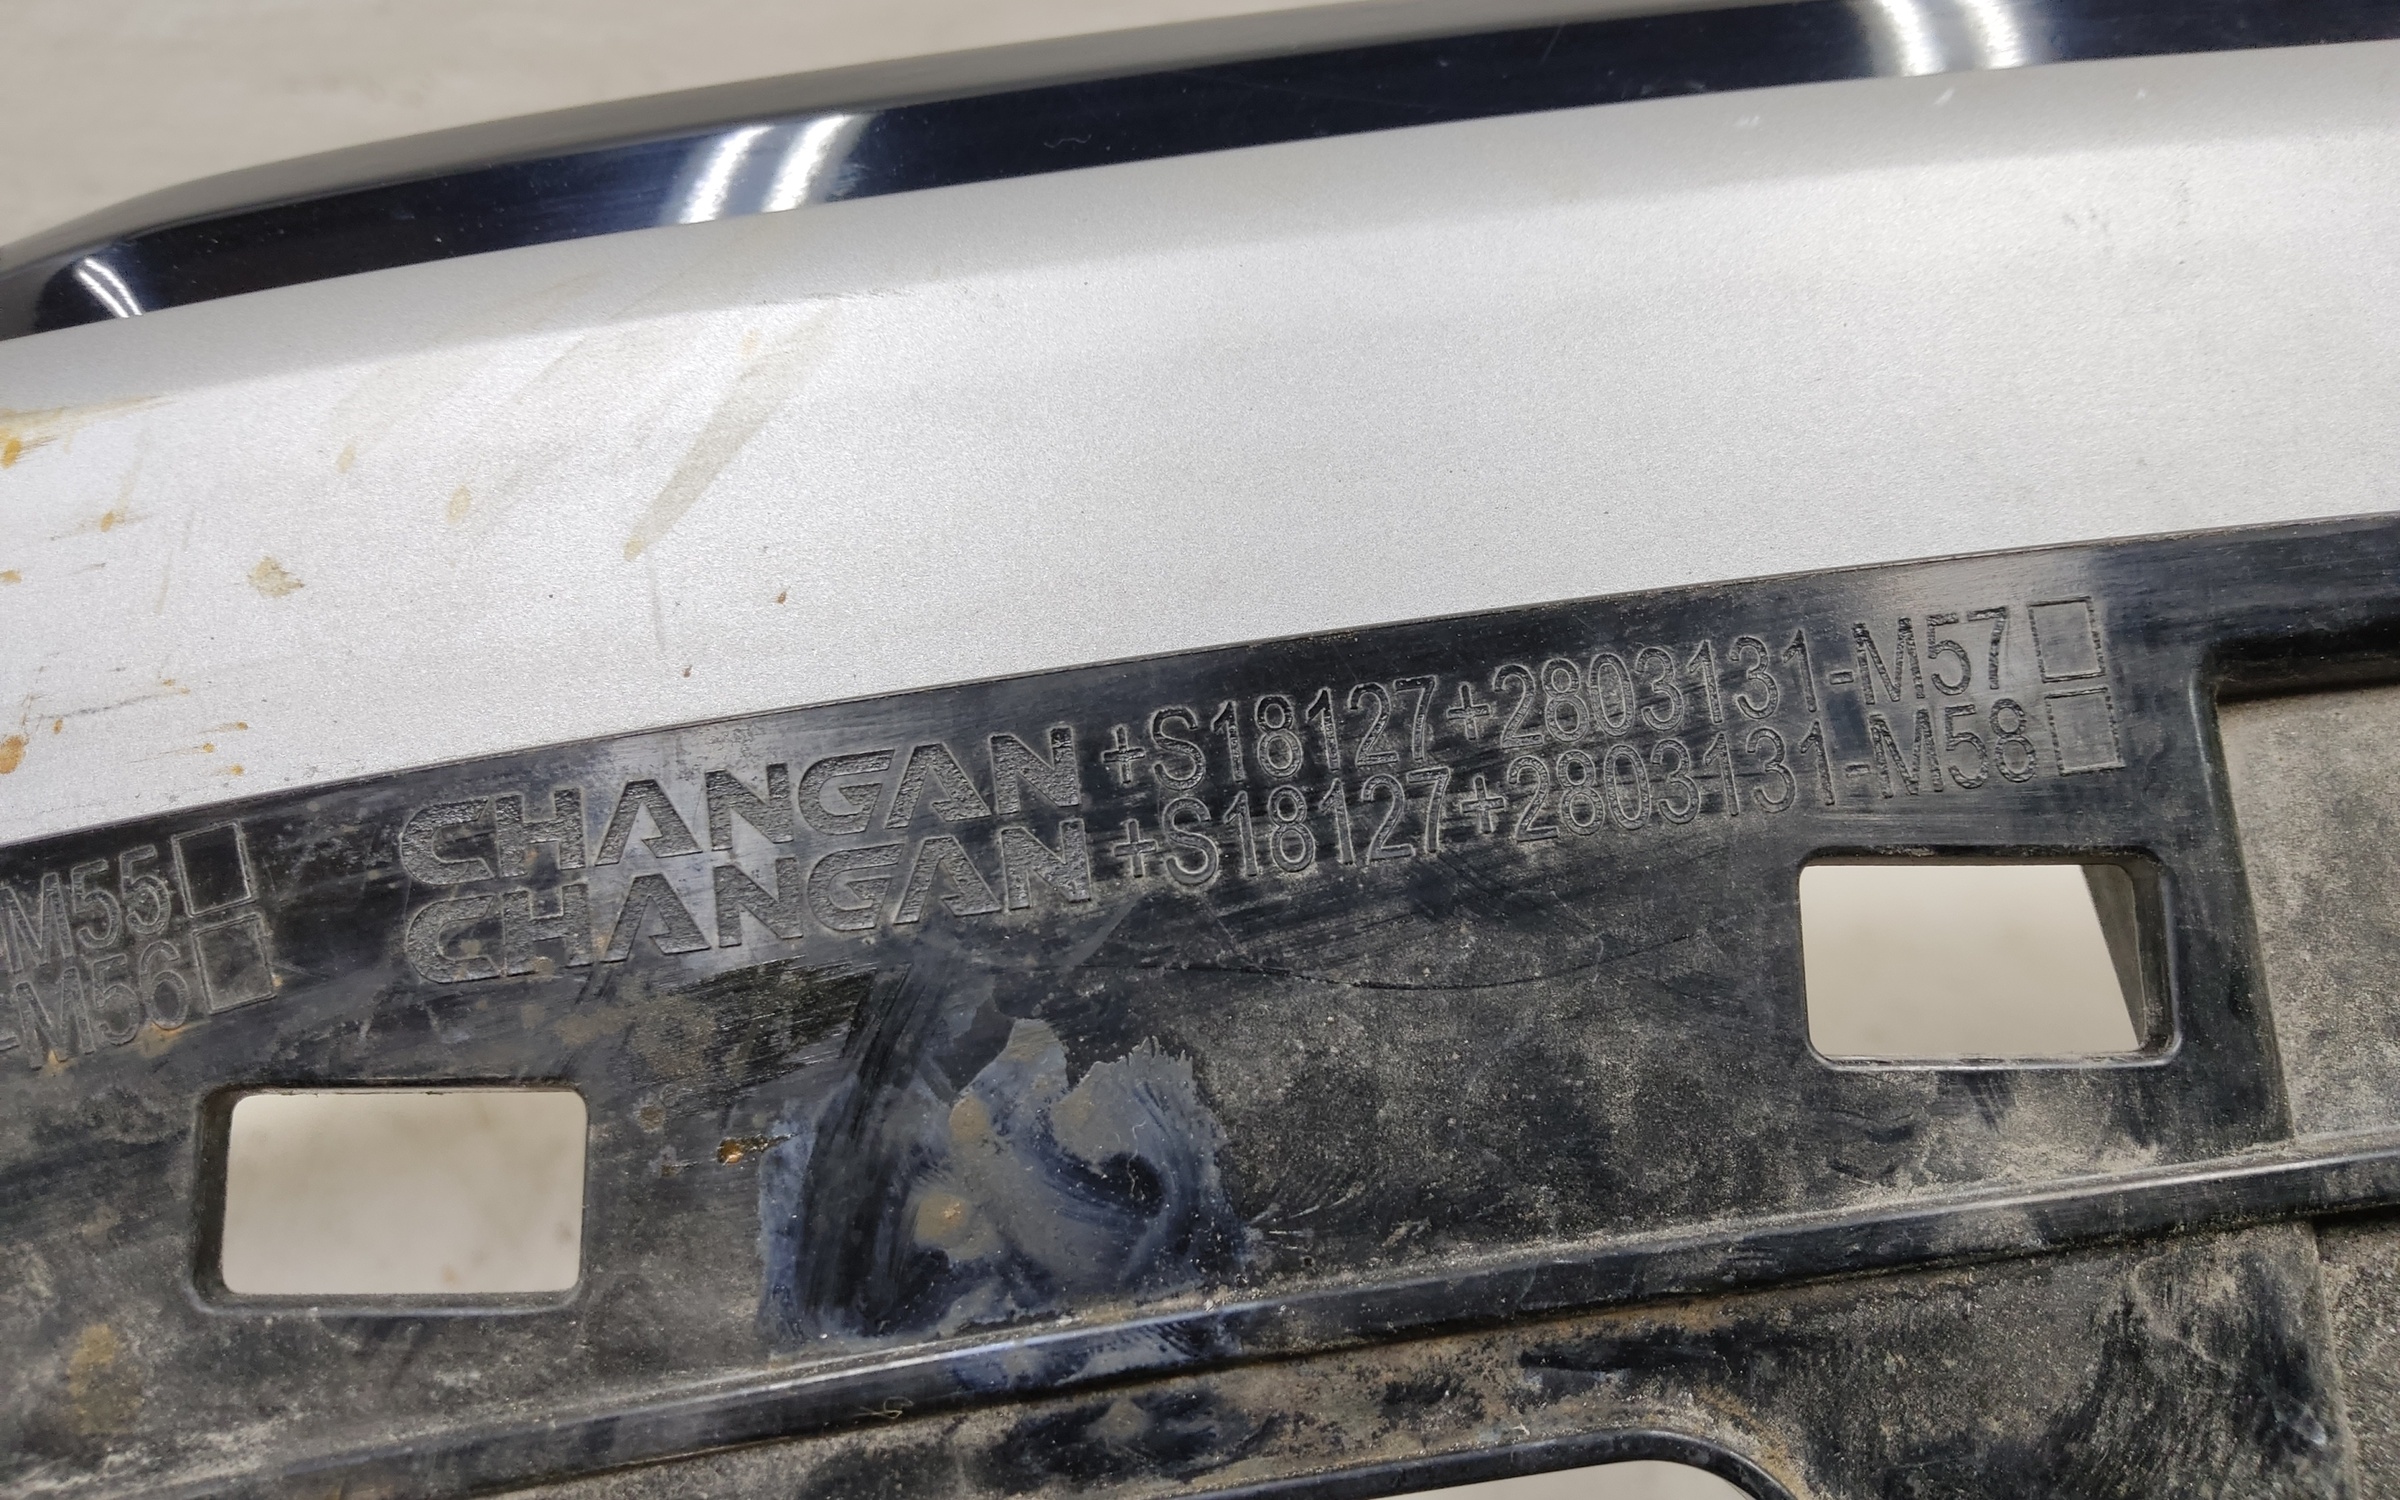 -M55
-M56
CHANGAN +S18127+2803131-M57
CHANGAN +S18127+2803131-M58